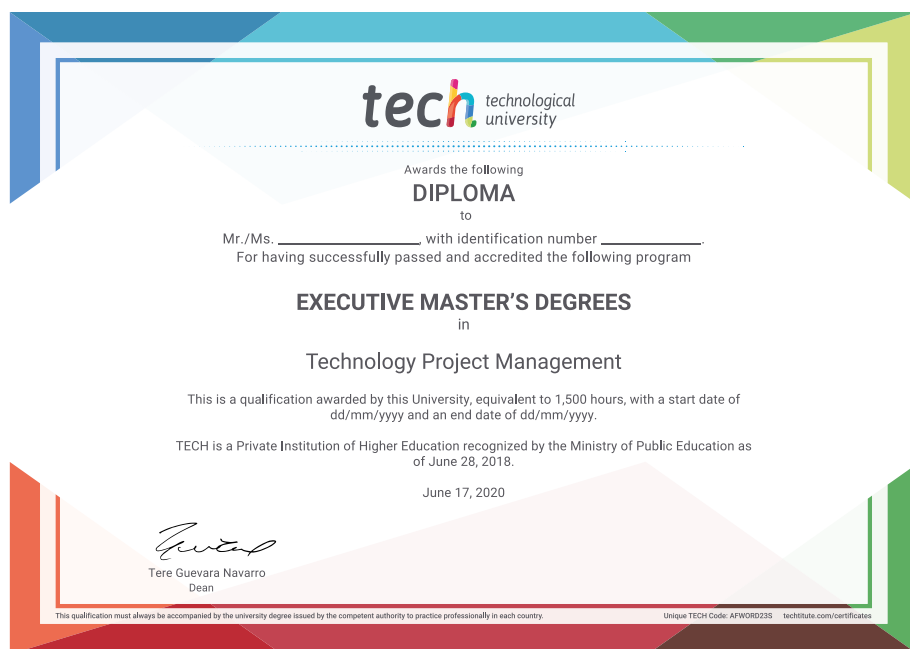 tech technological
university
Awards the following
DIPLOMA
to
Mr./Ms. ____________________, with identification number ______________.
For having successfully passed and accredited the following program
EXECUTIVE MASTER'S DEGREES
in
Technology Project Management
This is a qualification awarded by this University, equivalent to 1,500 hours, with a start date of
dd/mm/yyyy and an end date of dd/mm/yyyy.
TECH is a Private Institution of Higher Education recognized by the Ministry of Public Education as
of June 28, 2018.
June 17, 2020
Tere Guevara Navarro
Dean
This qualification must always be accompanied by the university degree issued by the competent authority to practice professionally in each country.
Unique TECH Code: AFWORD23S techtitute.com/certificates